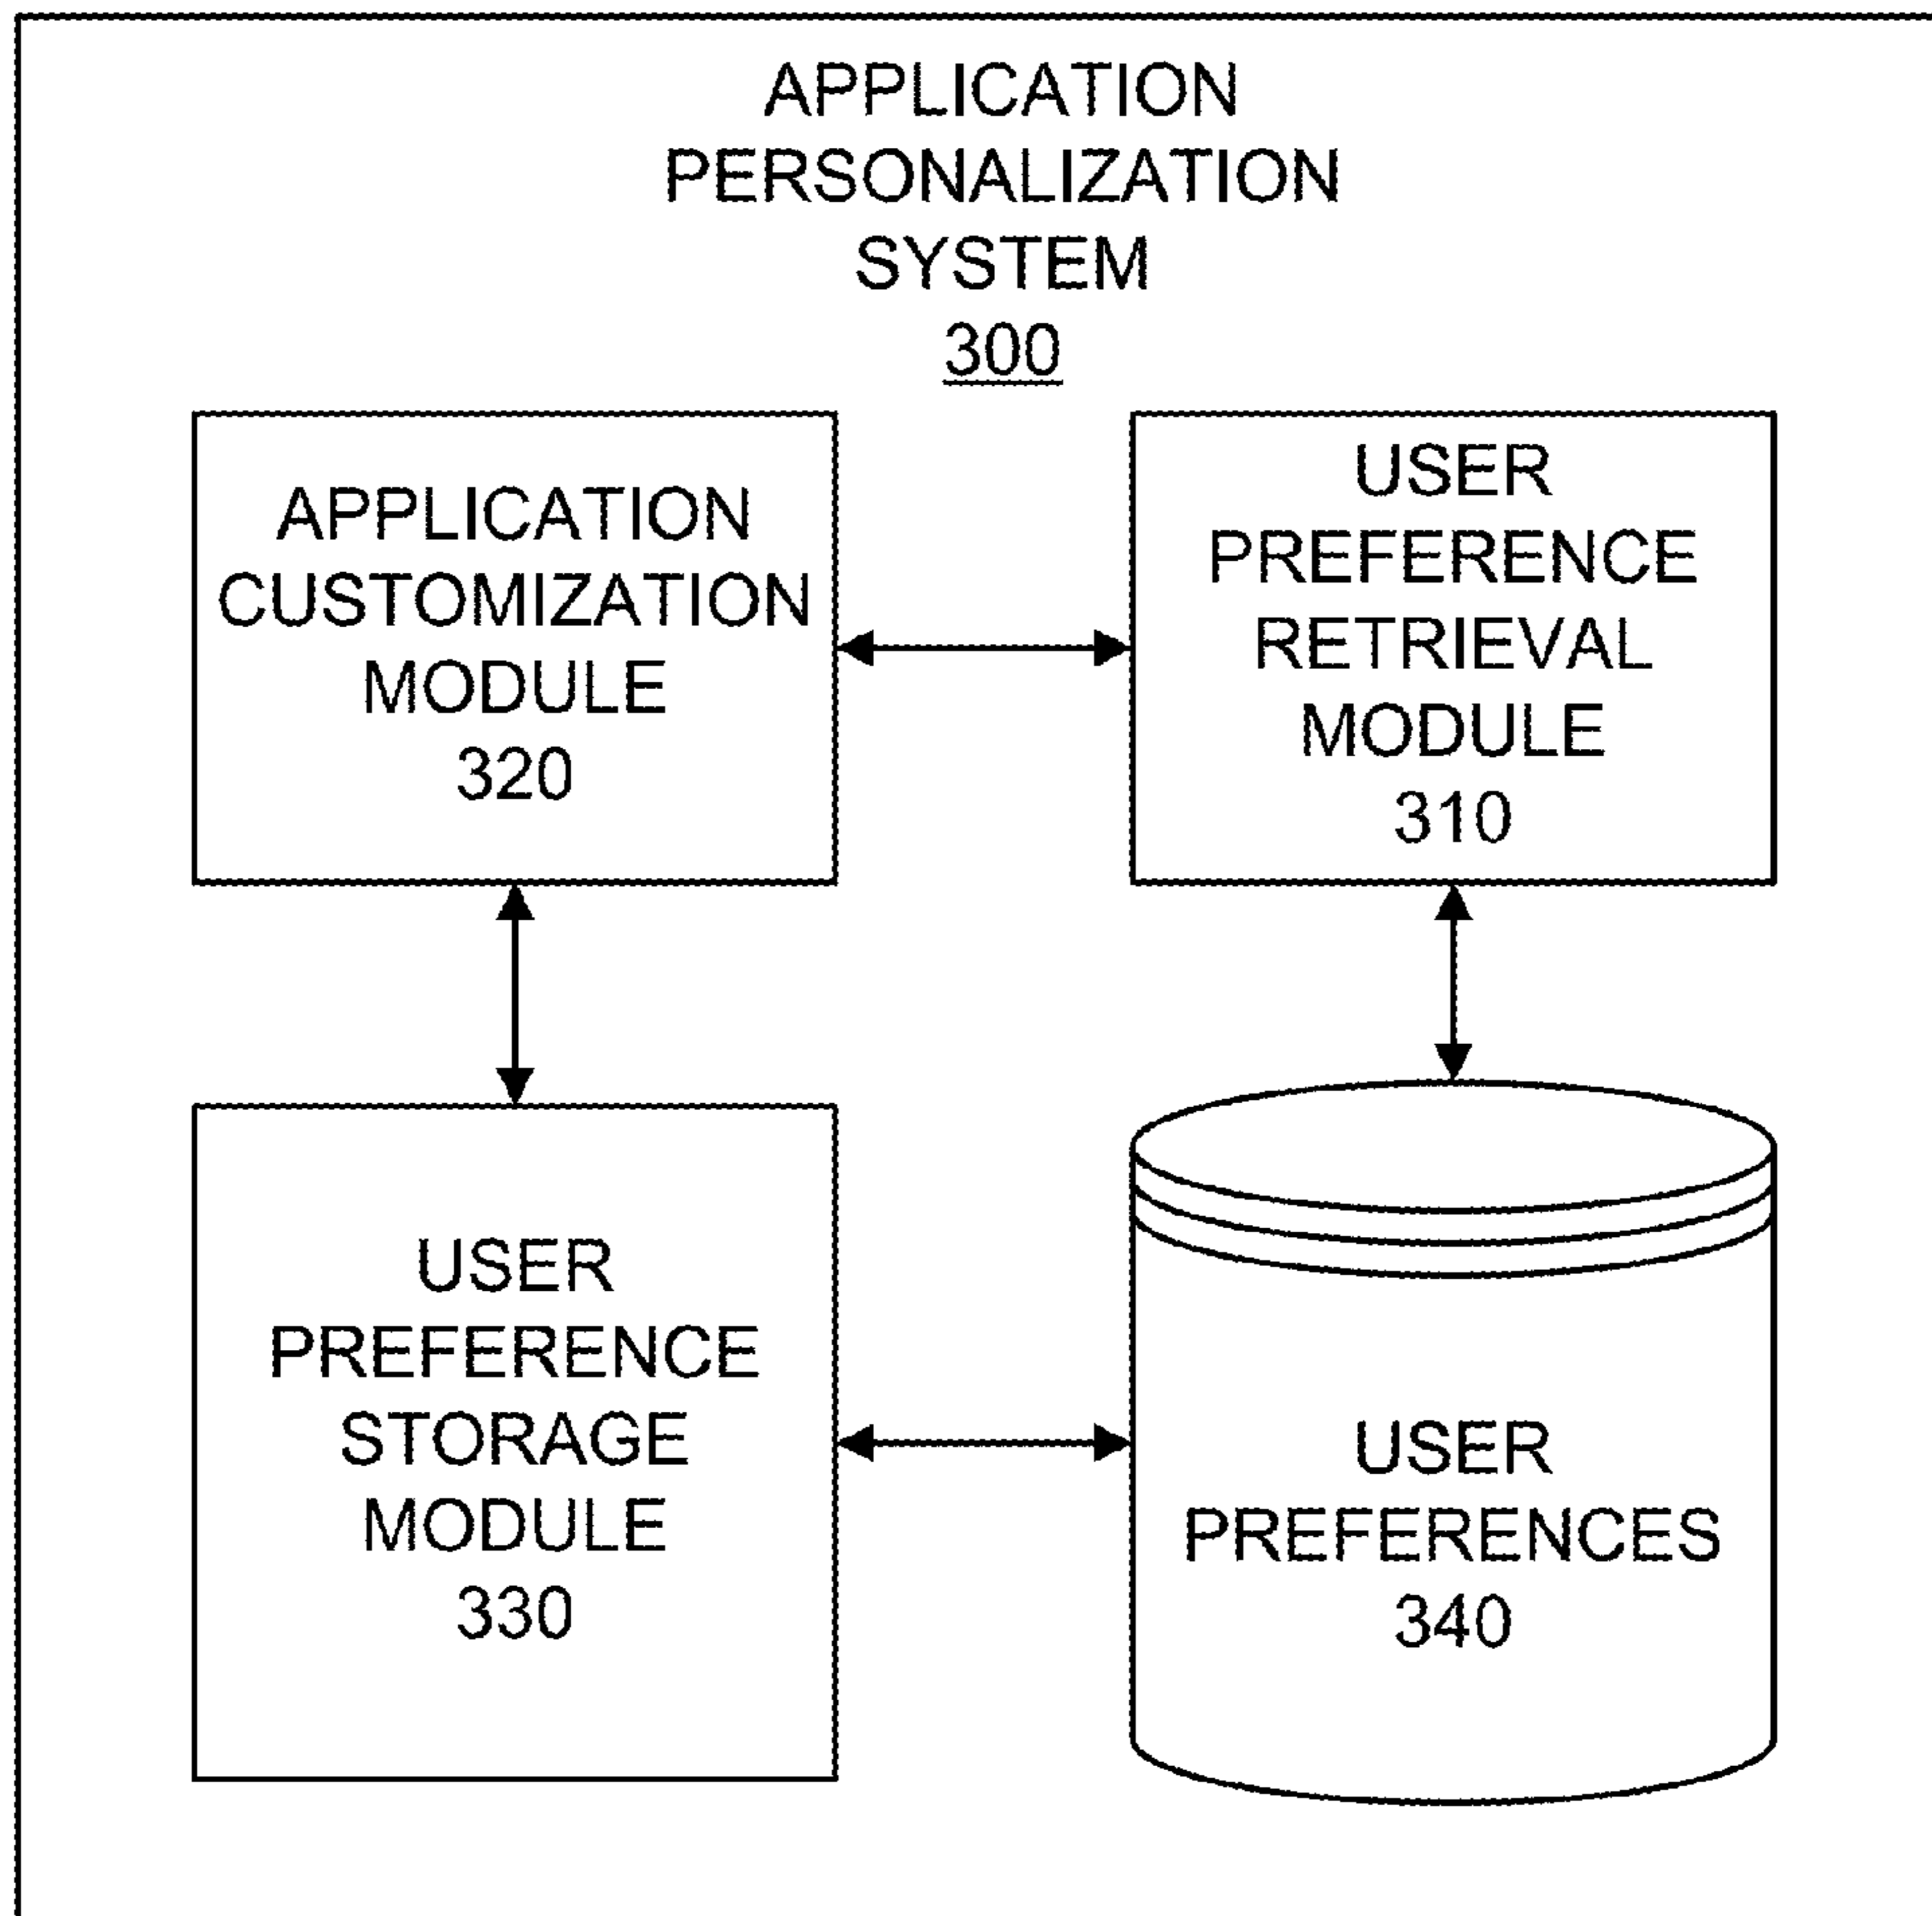 APPLICATION
PERSONALIZATION
SYSTEM
300
APPLICATION
CUSTOMIZATION
MODULE
320
USER
PREFERENCE
RETRIEVAL
MODULE
310
USER
PREFERENCE
STORAGE
MODULE
330
USER
PREFERENCES
340